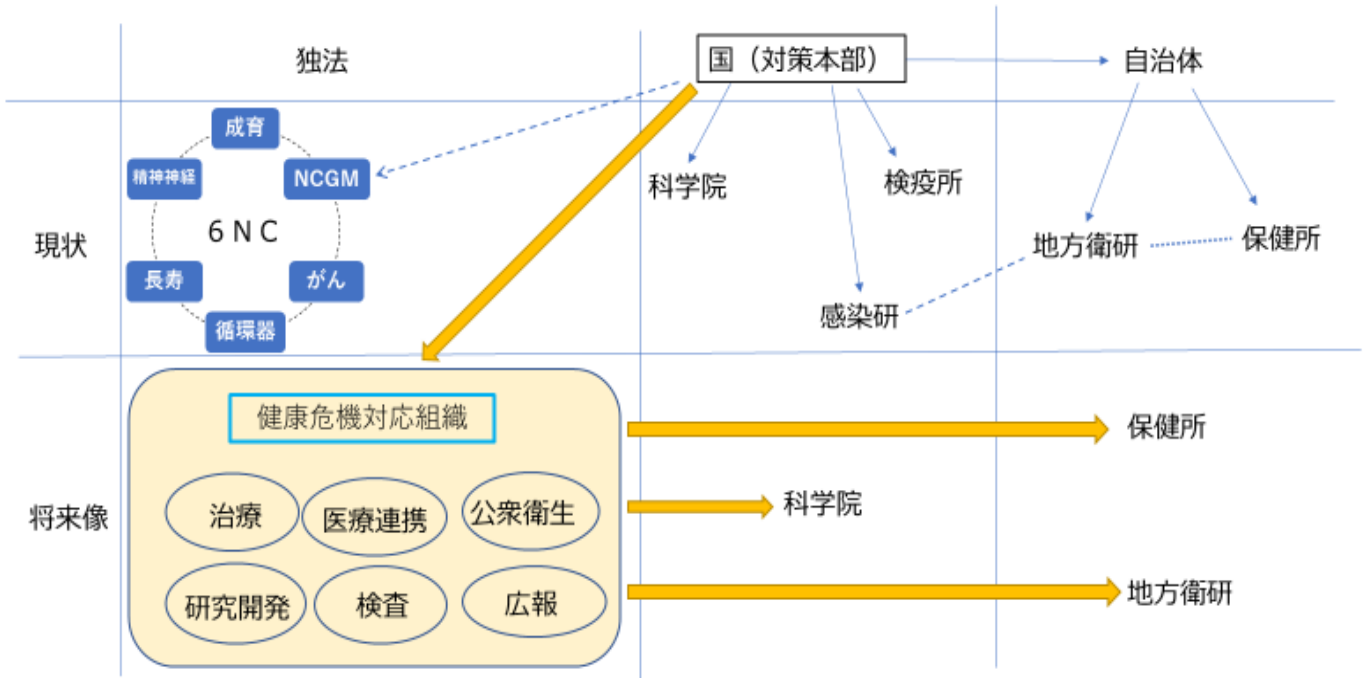 独法
国（対策本部）
自治体
現状
成育
精神神経
NCGM
6 N C
長寿
がん
循環器
科学院
検疫所
感染研
地方衛研
保健所
将来像
健康危機対応組織
治療
医療連携
公衆衛生
研究開発
検査
広報
保健所
科学院
地方衛研